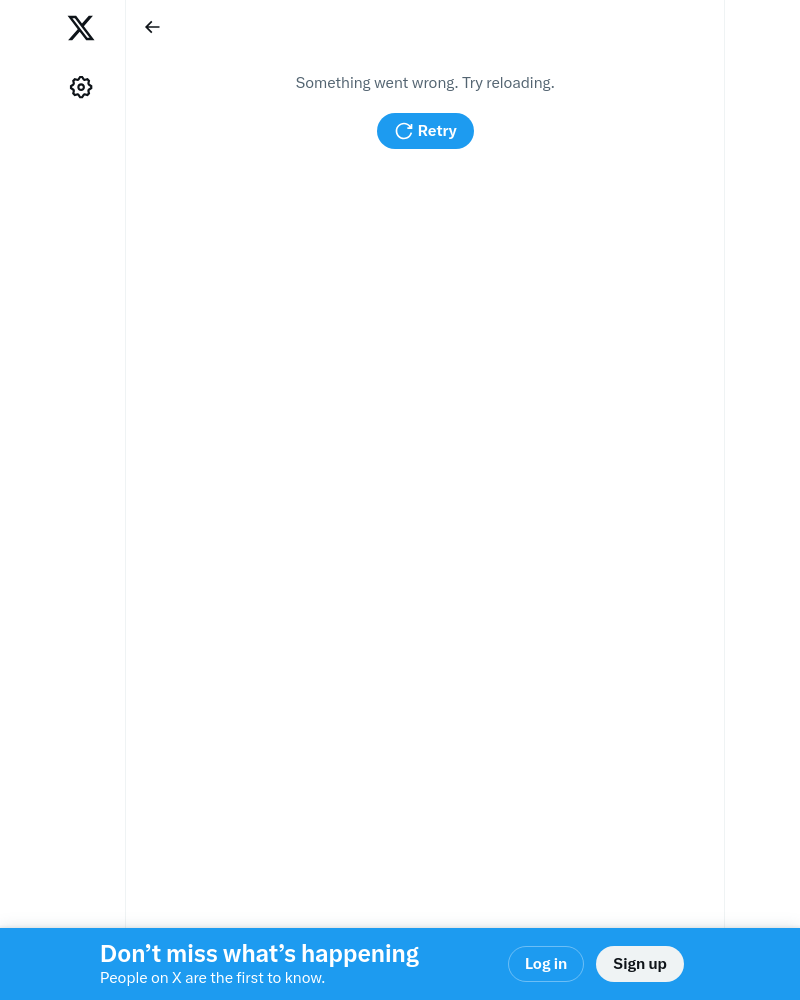 Something went wrong. Try reloading.
Retry
Don’t miss what’s happening
People on X are the first to know.
Log in
Sign up